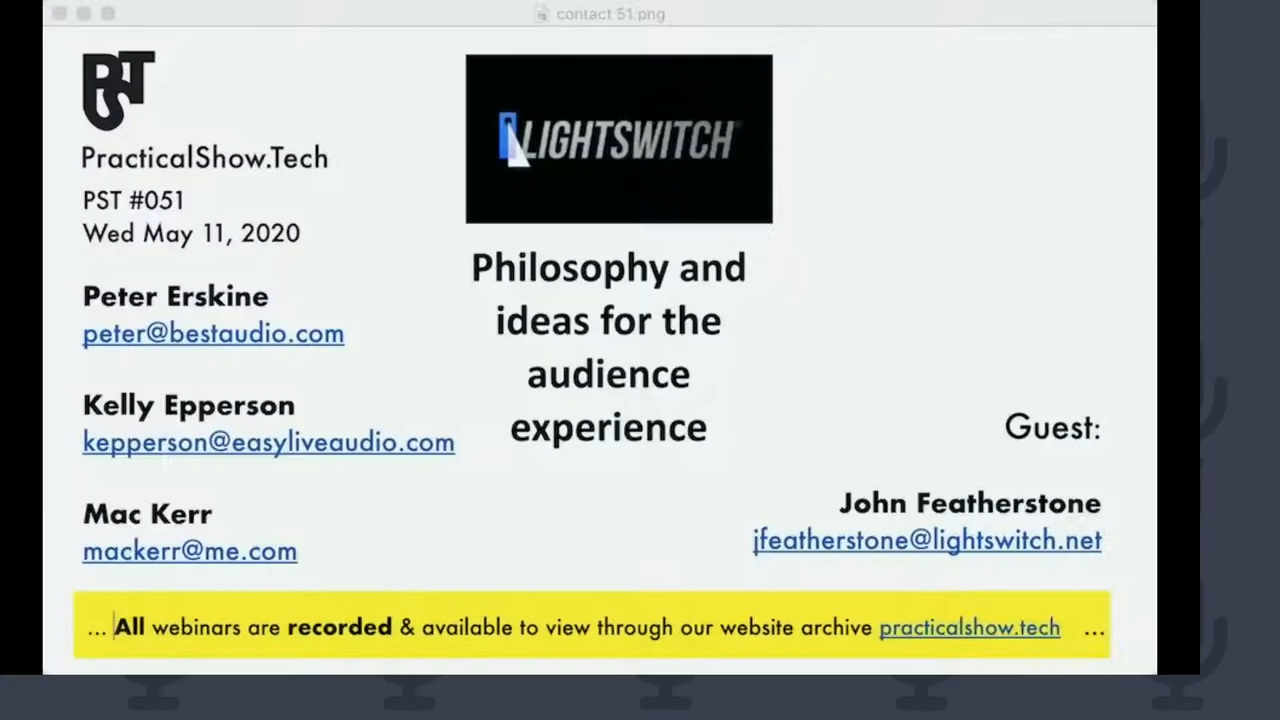 contact 51.png
PST
PracticalShow.Tech
PST #051
Wed May 11, 2020
Peter Erskine
peter@bestaudio.com
Kelly Epperson
kepperson@easyliveaudio.com
Mac Kerr
mackerr@me.com
LIGHTSWITCH
Philosophy and
ideas for the
audience
experience
Guest:
John Featherstone
jfeatherstone@lightswitch.net
... All webinars are recorded & available to view through our website archive practicalshow.tech ...